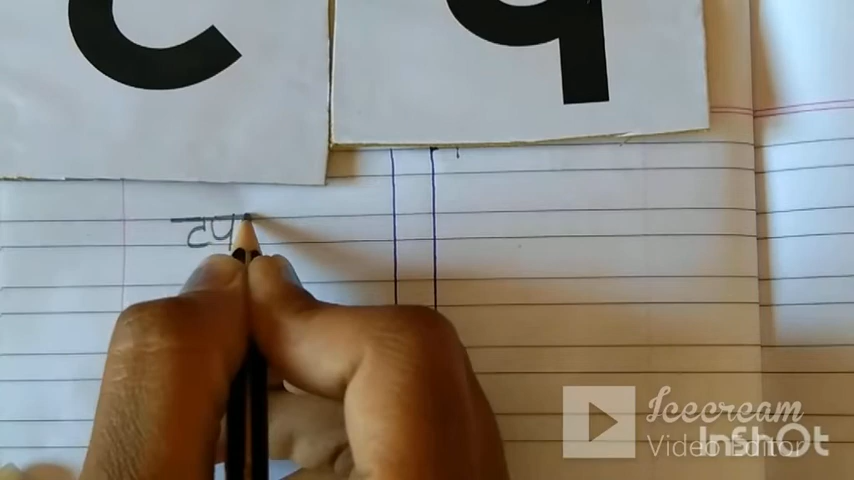 ट प
टप
Icecream
Video Editor
InShot